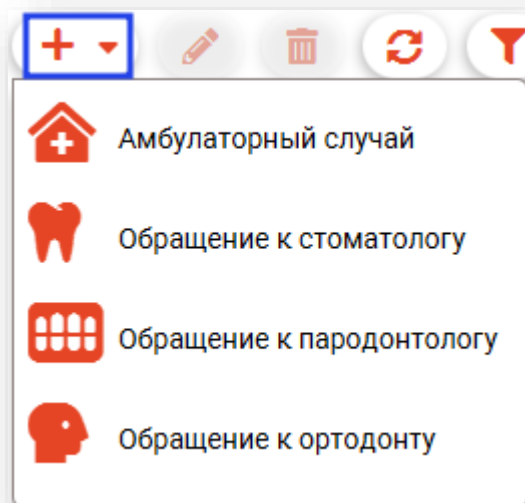 Амбулаторный случай
Обращение к стоматологу
Обращение к пародонтологу
Обращение к ортодонту